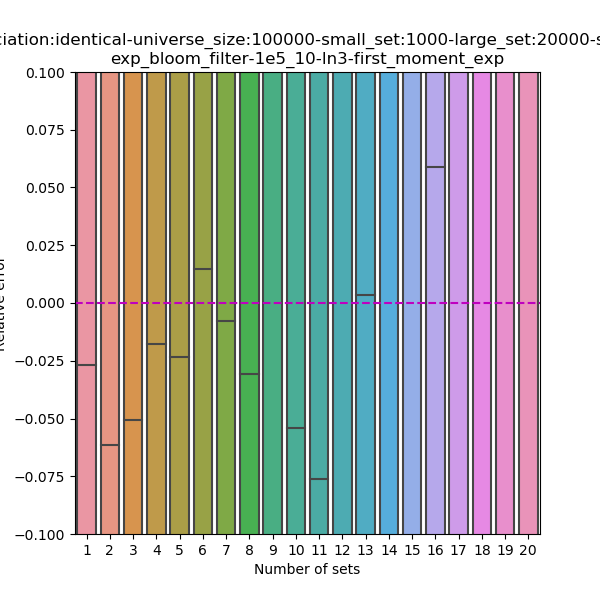 ciation:identical-universe_size:100000-small_set:1000-large_set:20000-s
exp_bloom_filter-1e5_10-ln3-first_moment_exp
0.100
0.075
0.050
0.025
0.000
−0.025
−0.050
−0.075
−0.100
Relative error
1 2 3 4 5 6 7 8 9 10 11 12 13 14 15 16 17 18 19 20
Number of sets